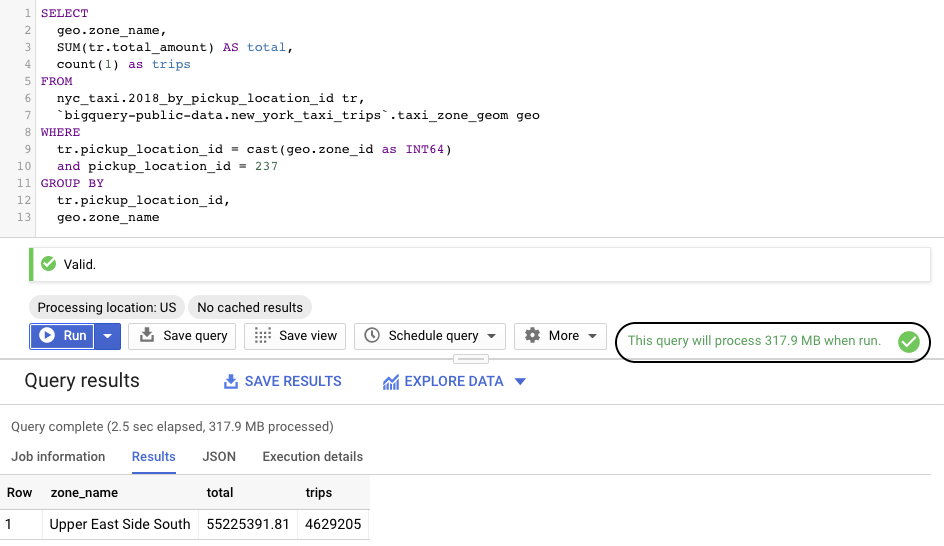 1 SELECT
2 geo.zone_name,
3 SUM(tr.total_amount) AS total,
4 count(1) as trips
5 FROM
6 nyc_taxi.2018_by_pickup_location_id tr,
7 `bigquery-public-data.new_york_taxi_trips`.taxi_zone_geom geo
8 WHERE
9 tr.pickup_location_id = cast(geo.zone_id as INT64)
10 and pickup_location_id = 237
11 GROUP BY
12 tr.pickup_location_id,
13 geo.zone_name
Valid.
Processing location: US No cached results
Run Save query Save view Schedule query More This query will process 317.9 MB when run.
Query results SAVE RESULTS EXPLORE DATA
Query complete (2.5 sec elapsed, 317.9 MB processed)
Job information Results JSON Execution details
Row zone_name total trips
1 Upper East Side South 55225391.81 4629205